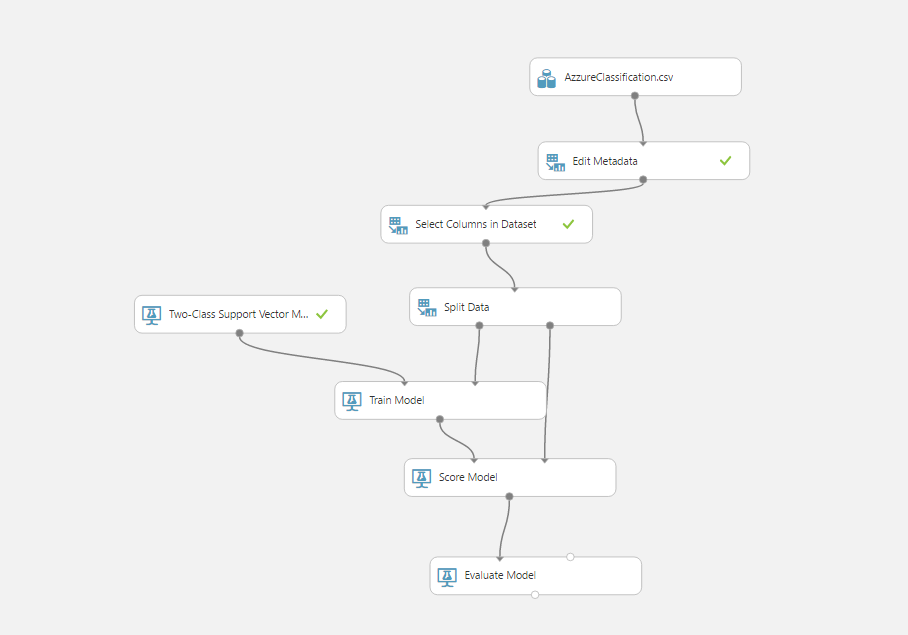 AzzureClassification.csv
Edit Metadata
Select Columns in Dataset
Split Data
Two-Class Support Vector M...
Train Model
Score Model
Evaluate Model